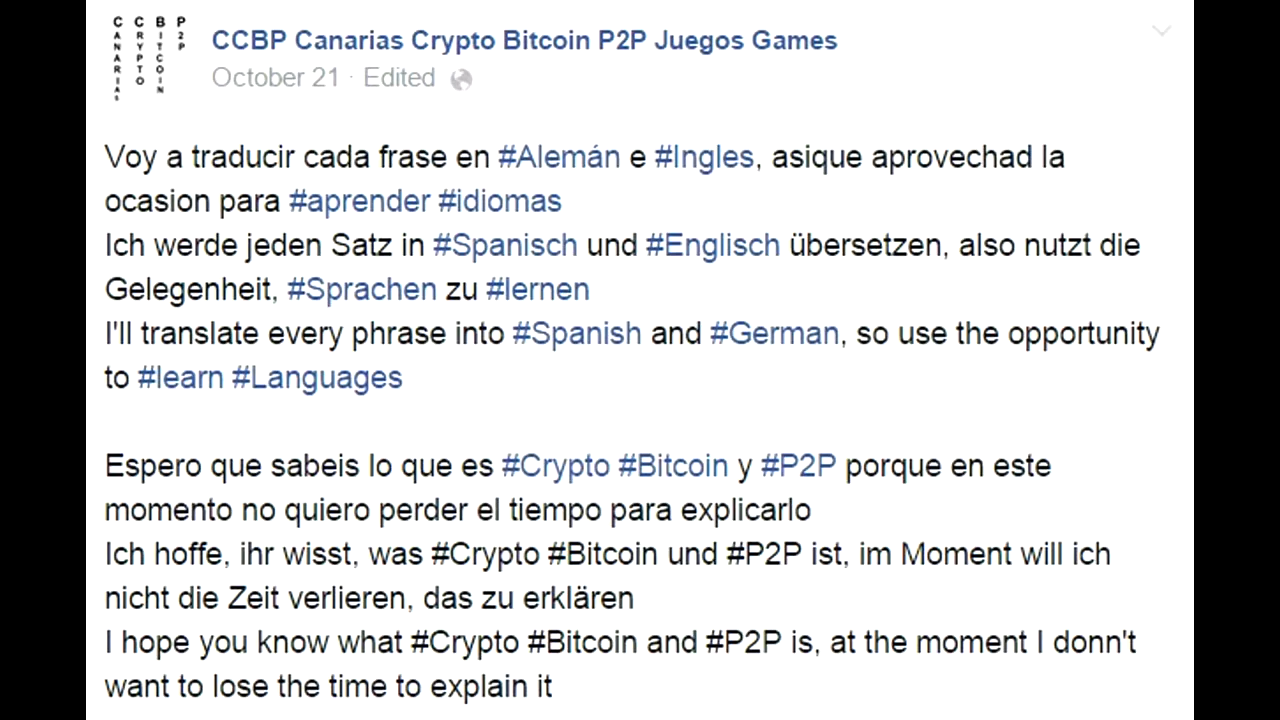 CANARIAS CRYPTO BITCOIN P2P
CCBP Canarias Crypto Bitcoin P2P Juegos Games
October 21 · Edited
Voy a traducir cada frase en #Alemán e #Ingles, asique aprovechad la
ocasion para #aprender #idiomas
Ich werde jeden Satz in #Spanisch und #Englisch übersetzen, also nutzt die
Gelegenheit, #Sprachen zu #lernen
I'll translate every phrase into #Spanish and #German, so use the opportunity
to #learn #Languages
Espero que sabeis lo que es #Crypto #Bitcoin y #P2P porque en este
momento no quiero perder el tiempo para explicarlo
Ich hoffe, ihr wisst, was #Crypto #Bitcoin und #P2P ist, im Moment will ich
nicht die Zeit verlieren, das zu erklären
I hope you know what #Crypto #Bitcoin and #P2P is, at the moment I donn't
want to lose the time to explain it